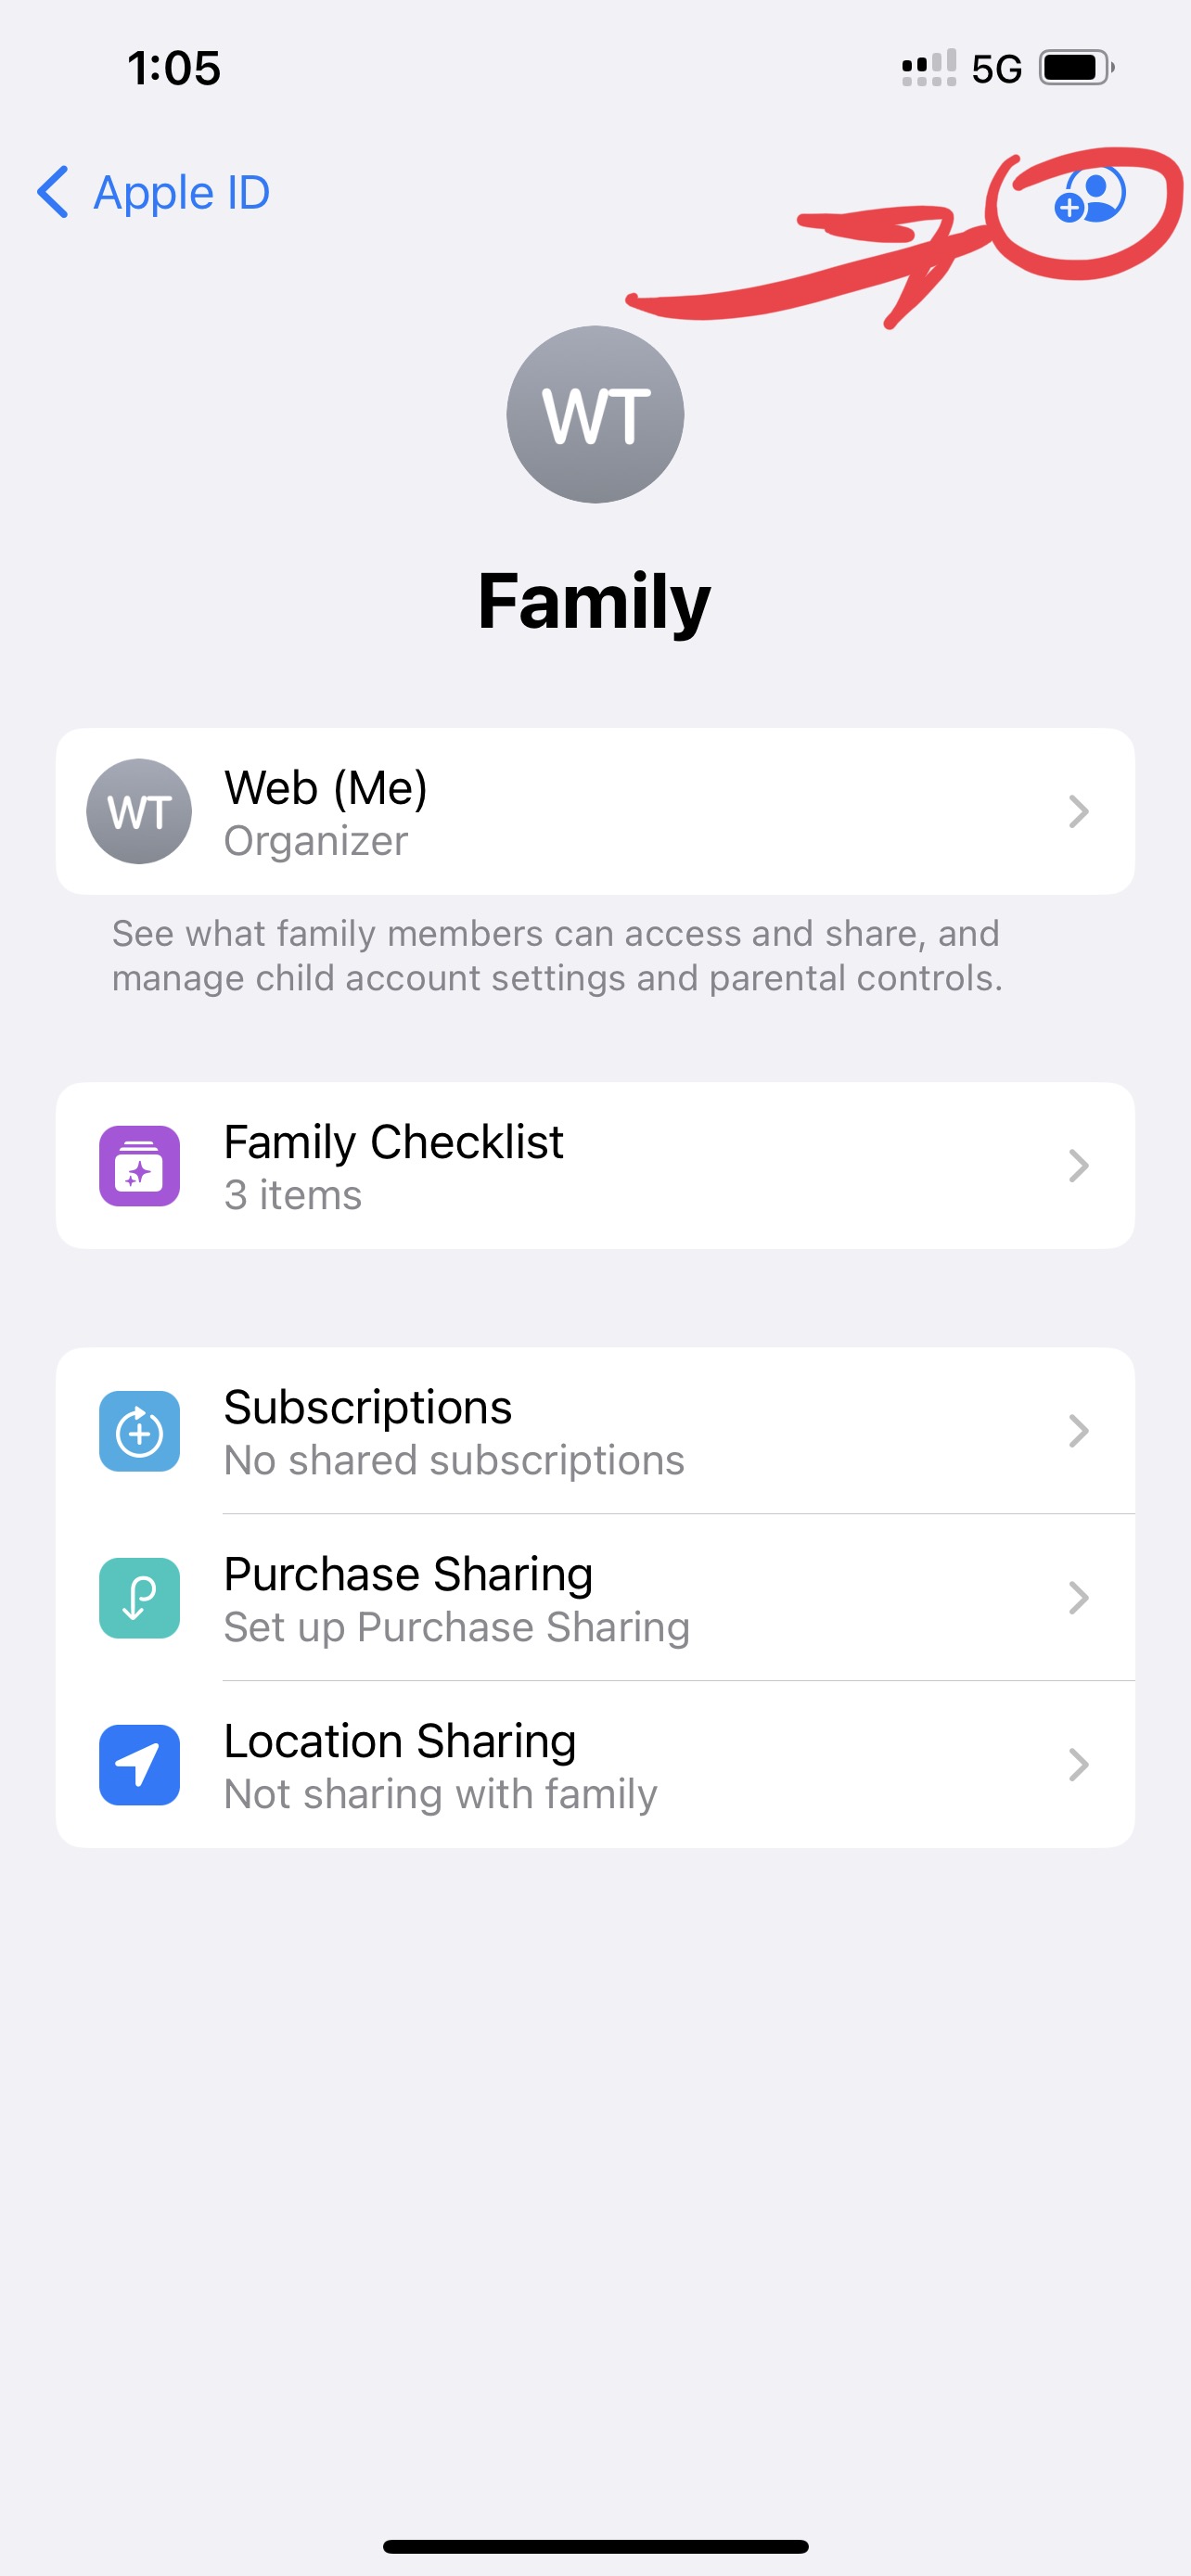 1:05
5G
Apple ID
WT
Family
WT
Web (Me)
Organizer
See what family members can access and share, and
manage child account settings and parental controls.
Family Checklist
3 items
Subscriptions
No shared subscriptions
Purchase Sharing
Set up Purchase Sharing
Location Sharing
Not sharing with family